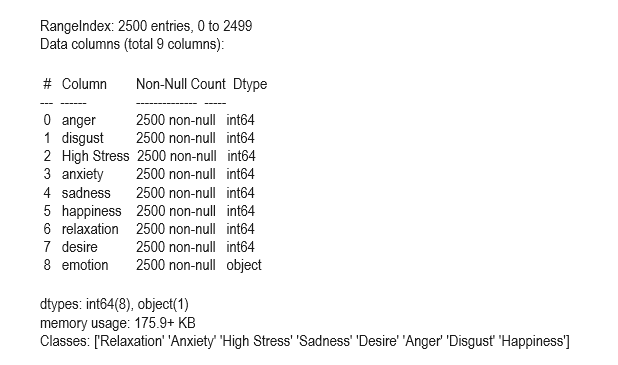 RangeIndex: 2500 entries, 0 to 2499
Data columns (total 9 columns):
# Column Non-Null Count Dtype
--- ------ -------------- -----
0 anger 2500 non-null int64
1 disgust 2500 non-null int64
2 High Stress 2500 non-null int64
3 anxiety 2500 non-null int64
4 sadness 2500 non-null int64
5 happiness 2500 non-null int64
6 relaxation 2500 non-null int64
7 desire 2500 non-null int64
8 emotion 2500 non-null object
dtypes: int64(8), object(1)
memory usage: 175.9+ KB
Classes: ['Relaxation' 'Anxiety' 'High Stress' 'Sadness' 'Desire' 'Anger' 'Disgust' 'Happiness']